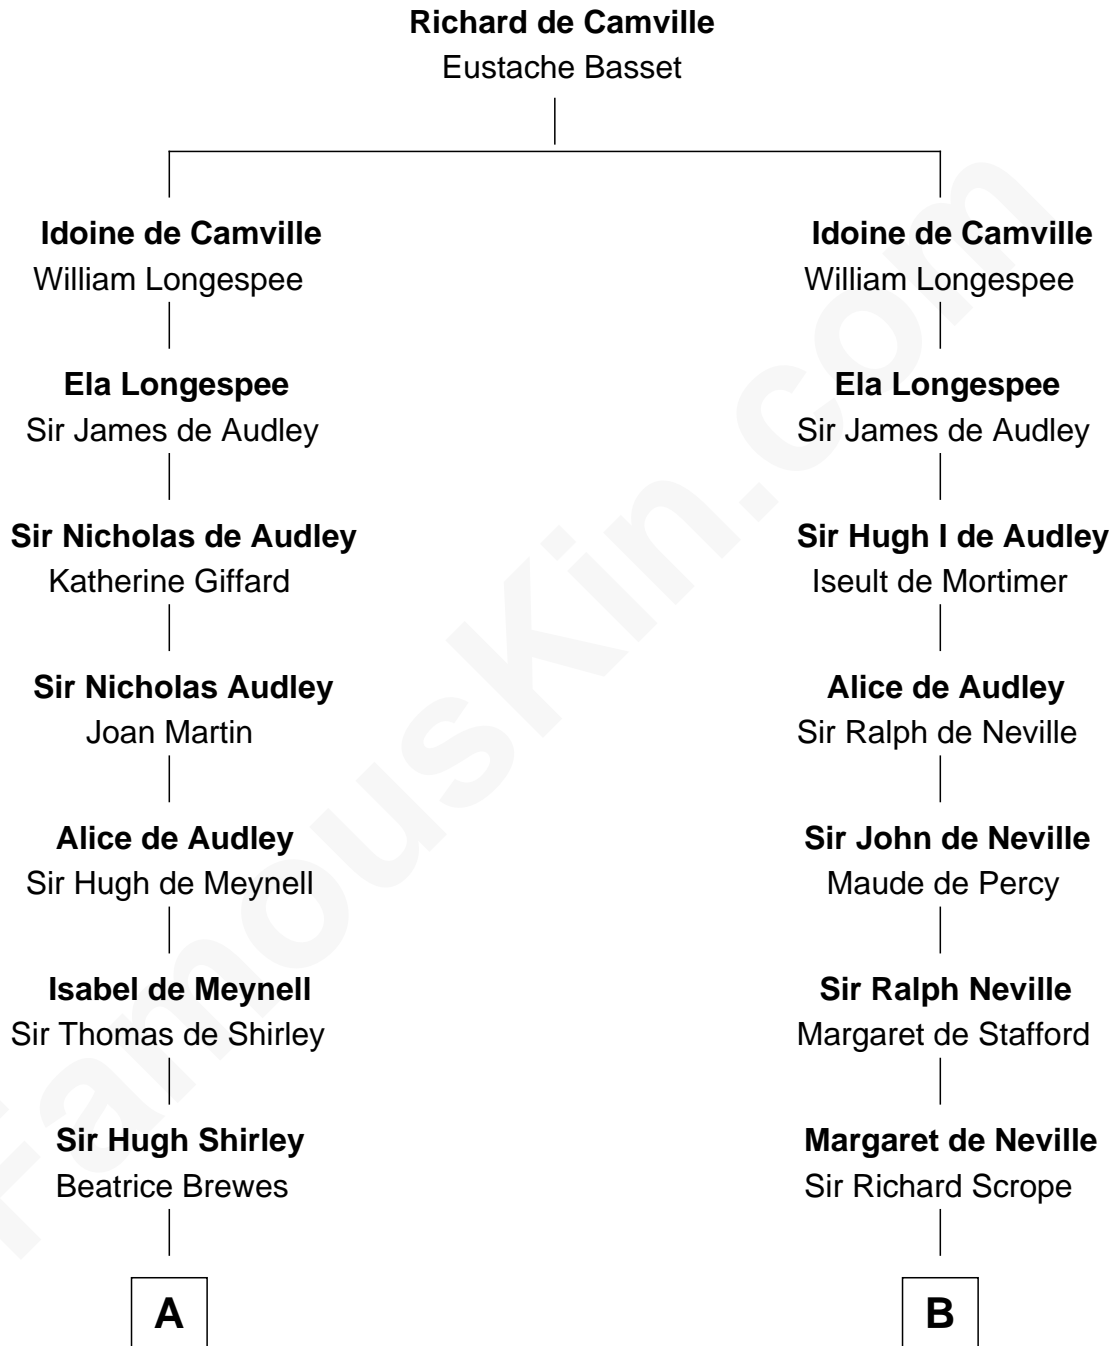 Richard de Camville
Eustache Basset
Idoine de Camville
William Longespee
Ela Longespee
Sir James de Audley
Sir Nicholas de Audley
Katherine Giffard
Sir Nicholas Audley
Joan Martin
Alice de Audley
Sir Hugh de Meynell
Isabel de Meynell
Sir Thomas de Shirley
Sir Hugh Shirley
Beatrice Brewes
A
Idoine de Camville
William Longespee
Ela Longespee
Sir James de Audley
Sir Hugh I de Audley
Iseult de Mortimer
Alice de Audley
Sir Ralph de Neville
Sir John de Neville
Maude de Percy
Sir Ralph Neville
Margaret de Stafford
Margaret de Neville
Sir Richard Scrope
B
FamousKin.com